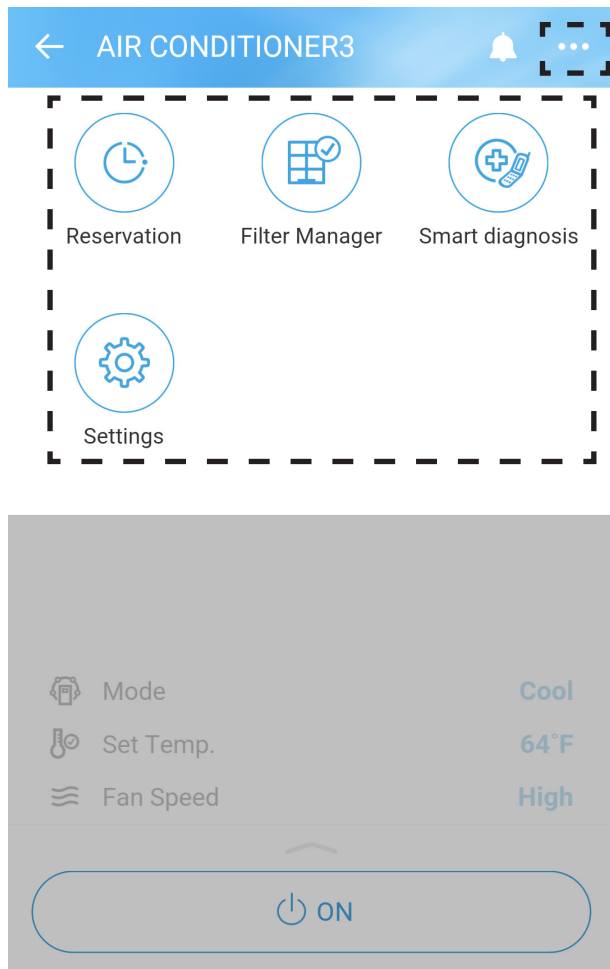 AIR CONDITIONER3
Reservation Filter Manager Smart diagnosis
Settings
Mode Cool
Set Temp. 64°F
Fan Speed High
ON